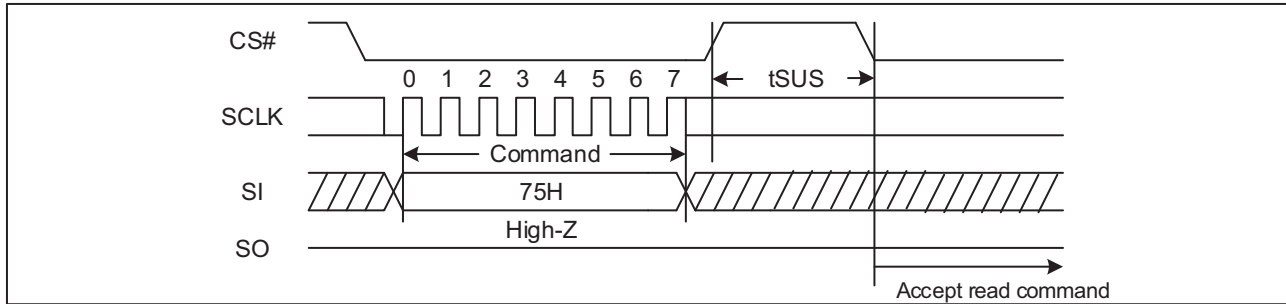 CS#
tSUS
0 1 2 3 4 5 6 7
SCLK
Command
SI
75H
High-Z
SO
Accept read command